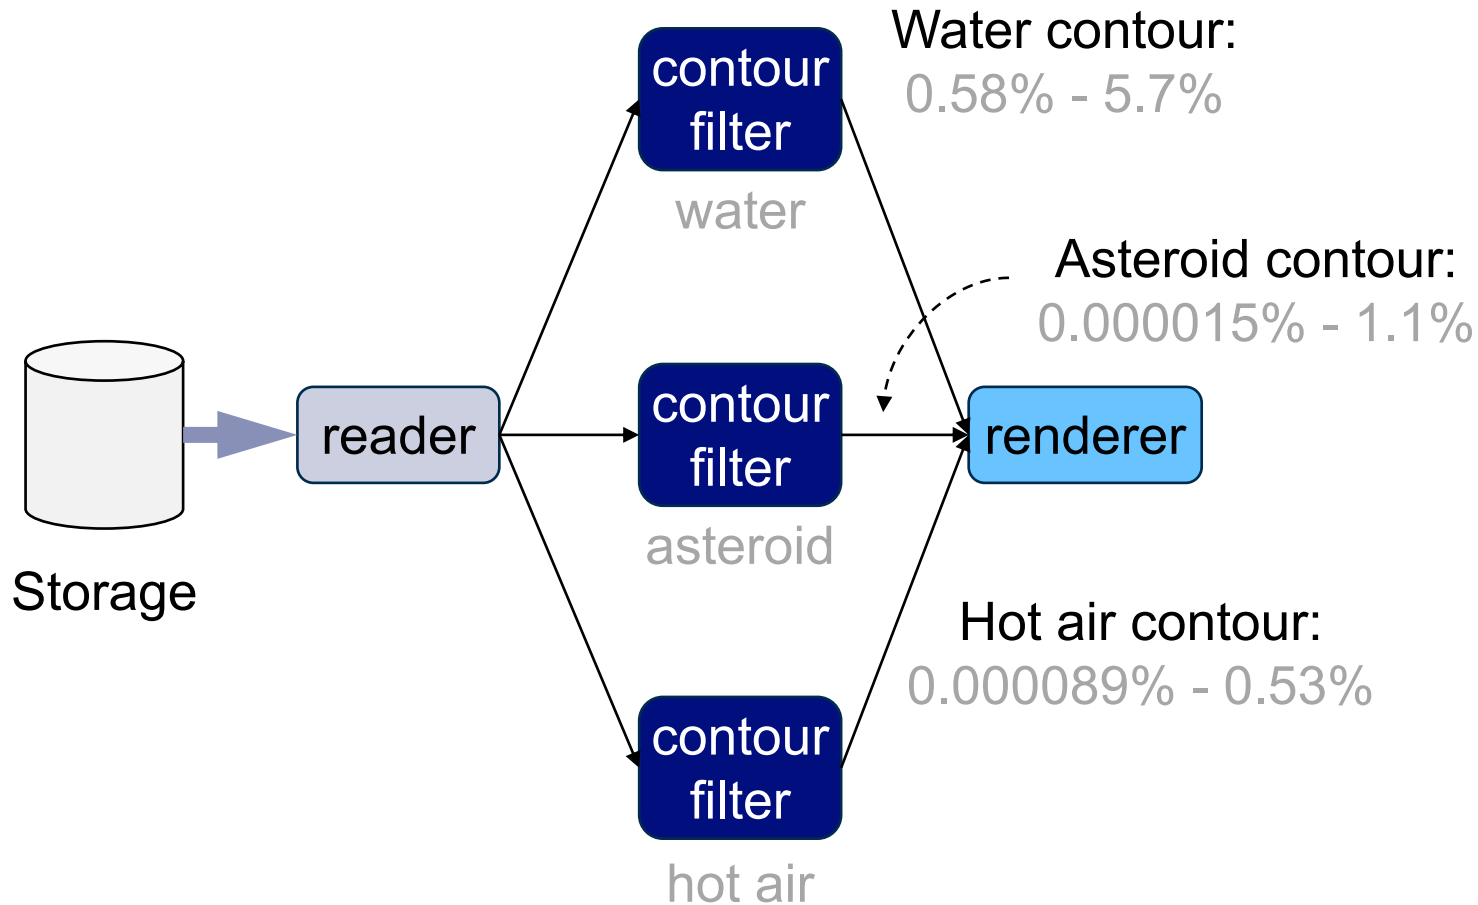 Water contour:
0.58% - 5.7%
contour
filter
water
Asteroid contour:
0.000015% - 1.1%
Storage
reader
contour
filter
asteroid
renderer
Hot air contour:
0.000089% - 0.53%
contour
filter
hot air